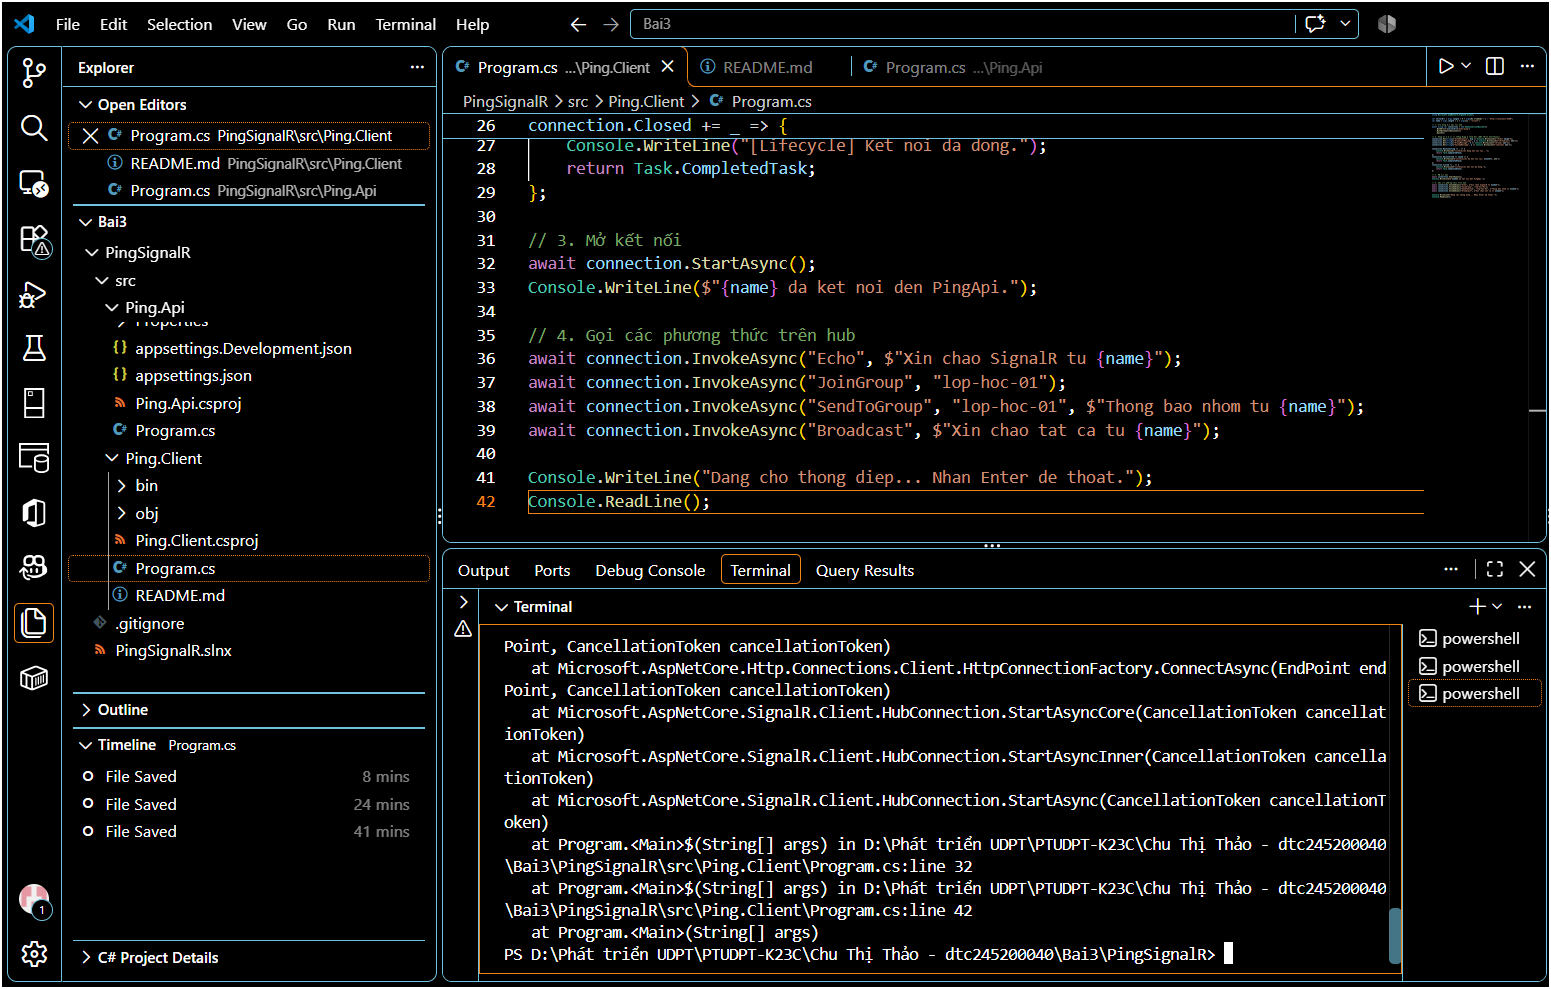 File Edit Selection View Go Run Terminal Help
Bai3
Explorer
Open Editors
Program.cs PingSignalR\src\Ping.Client
README.md PingSignalR\src\Ping.Client
Program.cs PingSignalR\src\Ping.Api
Bai3
PingSignalR
src
Ping.Api
Properties
appsettings.Development.json
appsettings.json
Ping.Api.csproj
Program.cs
Ping.Client
bin
obj
Ping.Client.csproj
Program.cs
README.md
.gitignore
PingSignalR.slnx
Outline
Timeline Program.cs
File Saved 8 mins
File Saved 24 mins
File Saved 41 mins
C# Project Details
1
Program.cs ...\Ping.Client
README.md
Program.cs ...\Ping.Api
PingSignalR > src > Ping.Client > Program.cs
26 connection.Closed += _ => {
27 Console.WriteLine("[Lifecycle] Ket noi da dong.");
28 return Task.CompletedTask;
29 };
30
31 // 3. Mở kết nối
32 await connection.StartAsync();
33 Console.WriteLine($"{name} da ket noi den PingApi.");
34
35 // 4. Gọi các phương thức trên hub
36 await connection.InvokeAsync("Echo", $"Xin chao SignalR tu {name}");
37 await connection.InvokeAsync("JoinGroup", "lop-hoc-01");
38 await connection.InvokeAsync("SendToGroup", "lop-hoc-01", $"Thong bao nhom tu {name}");
39 await connection.InvokeAsync("Broadcast", $"Xin chao tat ca tu {name}");
40
41 Console.WriteLine("Dang cho thong diep... Nhan Enter de thoat.");
42 Console.ReadLine();
Output Ports Debug Console Terminal Query Results
Terminal
Point, CancellationToken cancellationToken)
at Microsoft.AspNetCore.Http.Connections.Client.HttpConnectionFactory.ConnectAsync(EndPoint end
Point, CancellationToken cancellationToken)
at Microsoft.AspNetCore.SignalR.Client.HubConnection.StartAsyncCore(CancellationToken cancellat
ionToken)
at Microsoft.AspNetCore.SignalR.Client.HubConnection.StartAsyncInner(CancellationToken cancella
tionToken)
at Microsoft.AspNetCore.SignalR.Client.HubConnection.StartAsync(CancellationToken cancellationT
oken)
at Program.<Main>$(String[] args) in D:\Phát triển UDPT\PTUDPT-K23C\Chu Thị Thảo - dtc245200040
\Bai3\PingSignalR\src\Ping.Client\Program.cs:line 32
at Program.<Main>$(String[] args) in D:\Phát triển UDPT\PTUDPT-K23C\Chu Thị Thảo - dtc245200040
\Bai3\PingSignalR\src\Ping.Client\Program.cs:line 42
at Program.<Main>(String[] args)
PS D:\Phát triển UDPT\PTUDPT-K23C\Chu Thị Thảo - dtc245200040\Bai3\PingSignalR>
powershell
powershell
powershell